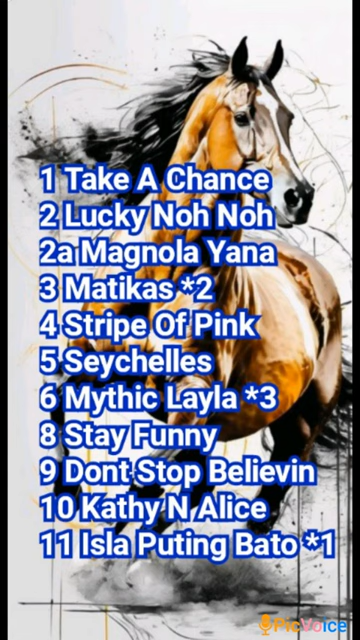 1 Take A Chance
2 Lucky Noh Noh
2a Magnola Yana
3 Matikas *2
4 Stripe Of Pink
5 Seychelles
6 Mythic Layla *3
8 Stay Funny
9 Dont Stop Believin
10 Kathy N Alice
11 Isla Puting Bato *1
PicVoice